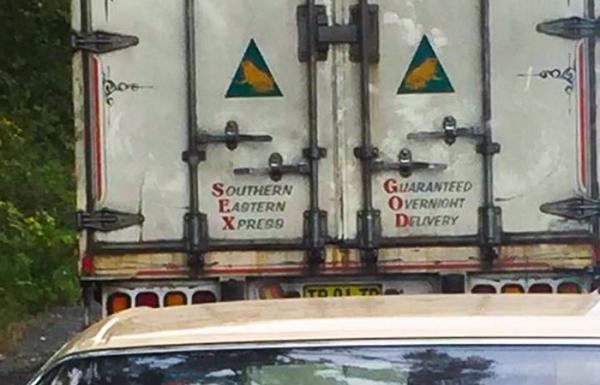 SOUTHERN
EASTERN
XPRESS
GUARANTEED
OVERNIGHT
DELIVERY